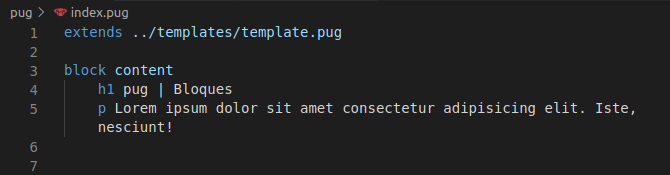 pug > index.pug
1 extends ../templates/template.pug
2
3 block content
4 h1 pug | Bloques
5 p Lorem ipsum dolor sit amet consectetur adipisicing elit. Iste,
nesciunt!
6
7